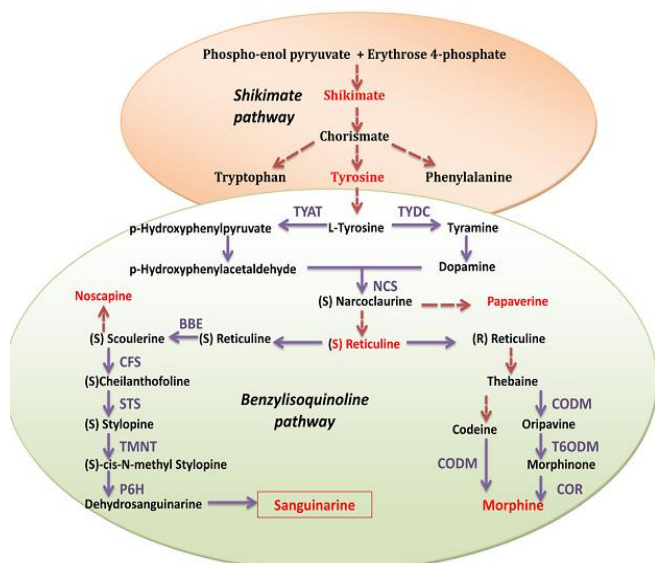 Phospho-enol pyryuvate + Erythrose 4-phosphate
Shikimate
Shikimate
pathway
Chorismate
Tryptophan
Tyrosine
Phenylalanine
TYAT
TYDC
p-Hydroxyphenylpyruvate
L-Tyrosine
Tyramine
p-Hydroxyphenylacetaldehyde
Dopamine
NCS
Noscapine
(S) Narcoclaurine
Papaverine
BBE
(S) Scoulerine
(S) Reticuline
(S) Reticuline
(R) Reticuline
CFS
(S)Cheilanthofoline
Thebaine
STS
Benzylisoquinoline
pathway
CODM
(S) Stylopine
Codeine
Oripavine
TMNT
T6ODM
(S)-cis-N-methyl Stylopine
CODM
Morphinone
P6H
COR
Dehydrosanguinarine
Sanguinarine
Morphine